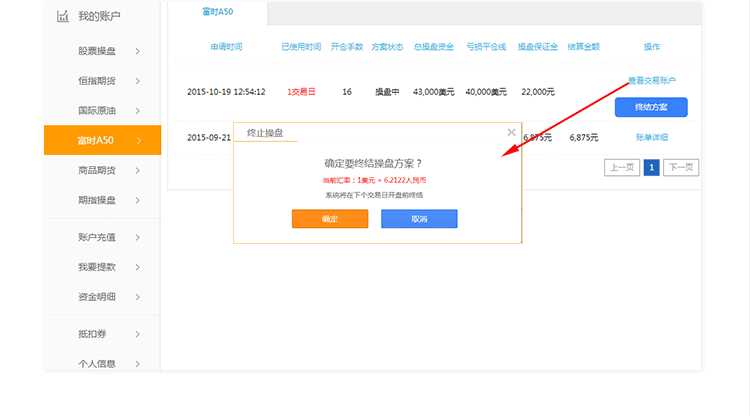 我的账户
股票操盘
恒指期货
国际原油
富时A50
商品期货
期指操盘
账户充值
我要提款
资金明细
抵扣券
个人信息
富时A50
申请时间 已使用时间 开仓手数 方案状态 总操盘资金 亏损平仓线 操盘保证金 结算金额 操作
2015-10-19 12:54:12 1交易日 16 操盘中 43,000美元 40,000美元 22,000元 查看交易账户
终结方案
2015-09-21 6,875元 6,875元 账单详细
上一页 1 下一页
终止操盘
确定要终结操盘方案？
当前汇率：1美元 = 6.2122人民币
系统将在下个交易日开盘前终结
确定 取消